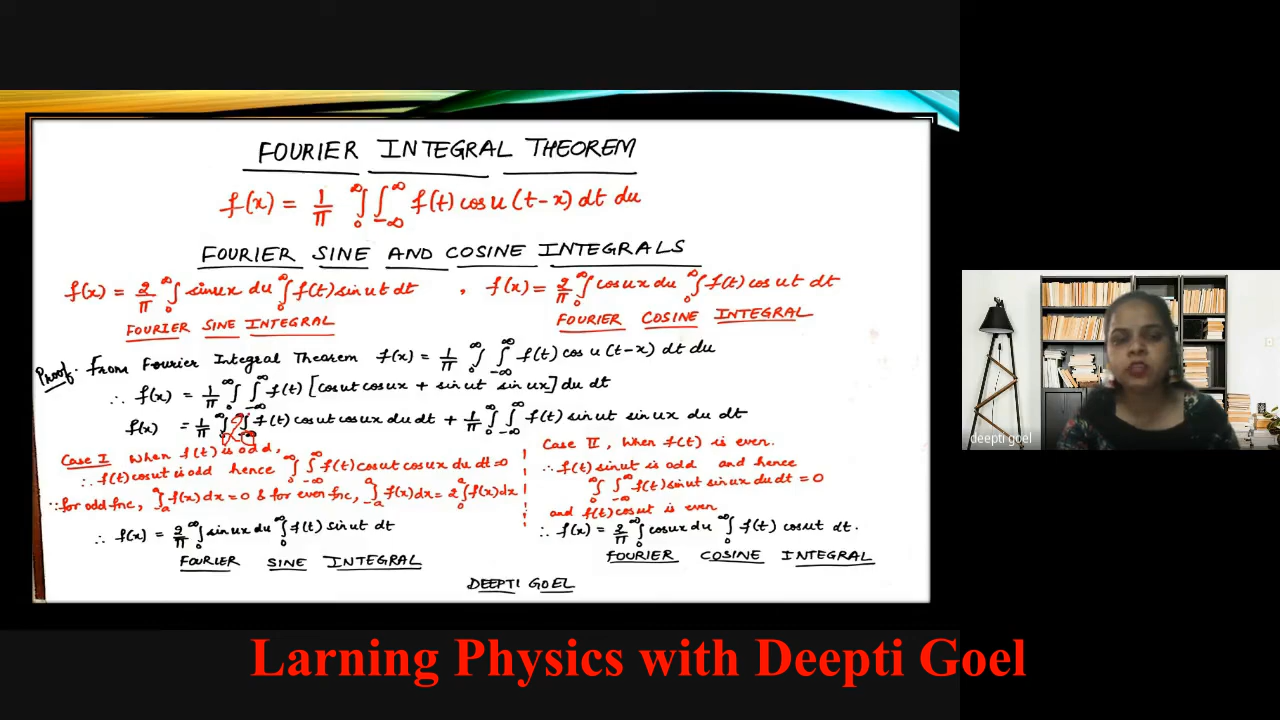 FOURIER INTEGRAL THEOREM
f(x) = 1/π ∫₀^∞ ∫₋∞^∞ f(t) cos u (t-x) dt du
FOURIER SINE AND COSINE INTEGRALS
f(x) = 2/π ∫₀^∞ sin ux du ∫₀^∞ f(t) sin ut dt , f(x) = 2/π ∫₀^∞ cos ux du ∫₀^∞ f(t) cos ut dt
FOURIER SINE INTEGRAL
FOURIER COSINE INTEGRAL
Proof. From Fourier Integral Theorem f(x) = 1/π ∫₀^∞ ∫₋∞^∞ f(t) cos u (t-x) dt du
∴ f(x) = 1/π ∫₀^∞ ∫₋∞^∞ f(t) [cos ut cos ux + sin ut sin ux] du dt
f(x) = 1/π ∫₀^∞ ∫₋∞^∞ f(t) cos ut cos ux du dt + 1/π ∫₀^∞ ∫₋∞^∞ f(t) sin ut sin ux du dt
Case I When f(t) is odd,
∴ f(t) cos ut is odd hence ∫₀^∞ ∫₋∞^∞ f(t) cos ut cos ux du dt = 0
∵ for odd fnc, ∫₋ₐ^a f(x) dx = 0 & for even fnc, ∫₋ₐ^a f(x) dx = 2 ∫₀^a f(x) dx
∴ f(x) = 2/π ∫₀^∞ sin ux du ∫₀^∞ f(t) sin ut dt
FOURIER SINE INTEGRAL
Case II, When f(t) is even.
∴ f(t) sin ut is odd and hence
∫₀^∞ ∫₋∞^∞ f(t) sin ut sin ux du dt = 0
and f(t) cos ut is even
∴ f(x) = 2/π ∫₀^∞ cos ux du ∫₀^∞ f(t) cos ut dt.
FOURIER COSINE INTEGRAL
DEEPTI GOEL
deepti goel
Larning Physics with Deepti Goel